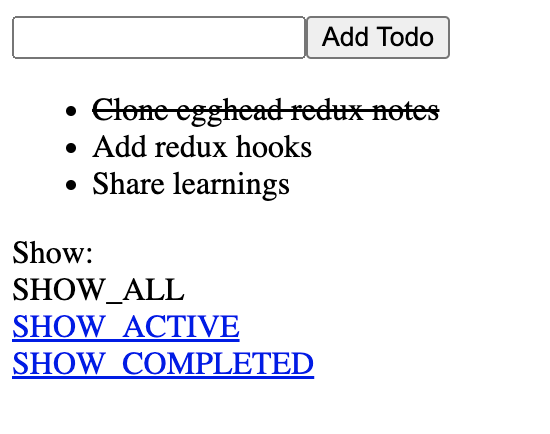 Add Todo
Clone egghead redux notes
Add redux hooks
Share learnings
Show:
SHOW_ALL
SHOW_ACTIVE
SHOW_COMPLETED